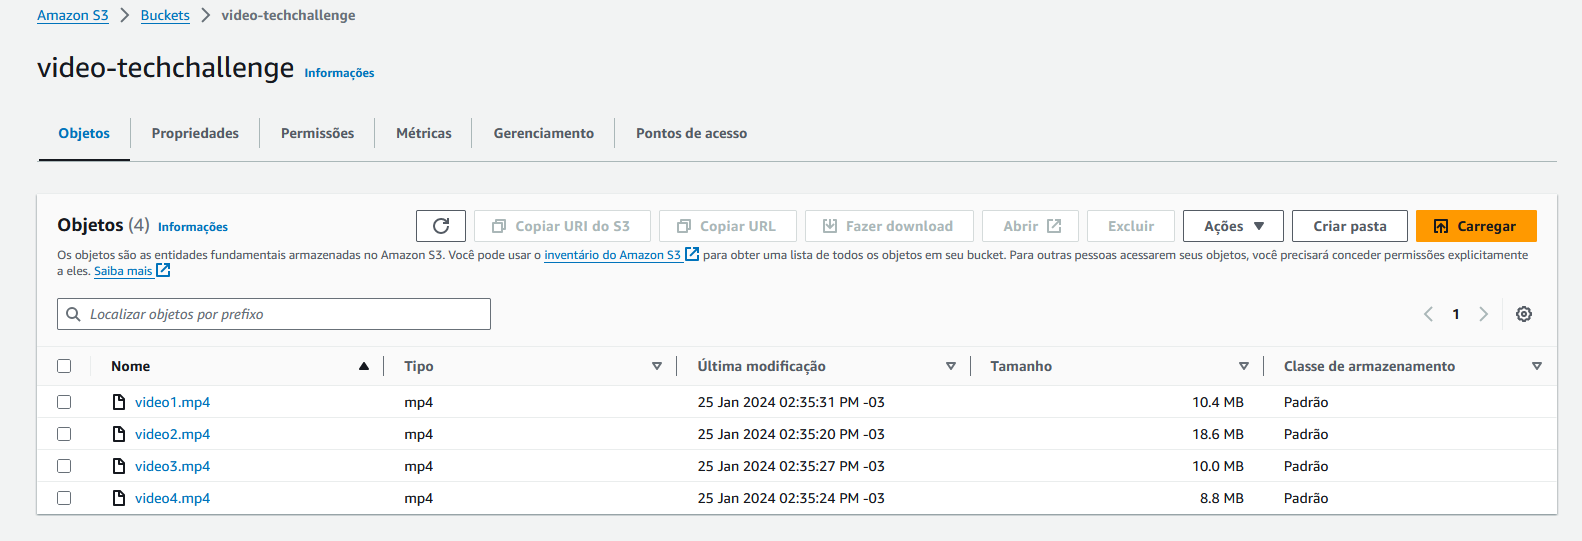 Amazon S3 > Buckets > video-techchallenge
video-techchallenge Informações
Objetos Propriedades Permissões Métricas Gerenciamento Pontos de acesso
Objetos (4) Informações Copiar URI do S3 Copiar URL Fazer download Abrir Excluir Ações Criar pasta Carregar
Os objetos são as entidades fundamentais armazenadas no Amazon S3. Você pode usar o inventário do Amazon S3 para obter uma lista de todos os objetos em seu bucket. Para outras pessoas acessarem seus objetos, você precisará conceder permissões explicitamente
a eles. Saiba mais
Localizar objetos por prefixo 1
Nome Tipo Última modificação Tamanho Classe de armazenamento
video1.mp4 mp4 25 Jan 2024 02:35:31 PM -03 10.4 MB Padrão
video2.mp4 mp4 25 Jan 2024 02:35:20 PM -03 18.6 MB Padrão
video3.mp4 mp4 25 Jan 2024 02:35:27 PM -03 10.0 MB Padrão
video4.mp4 mp4 25 Jan 2024 02:35:24 PM -03 8.8 MB Padrão